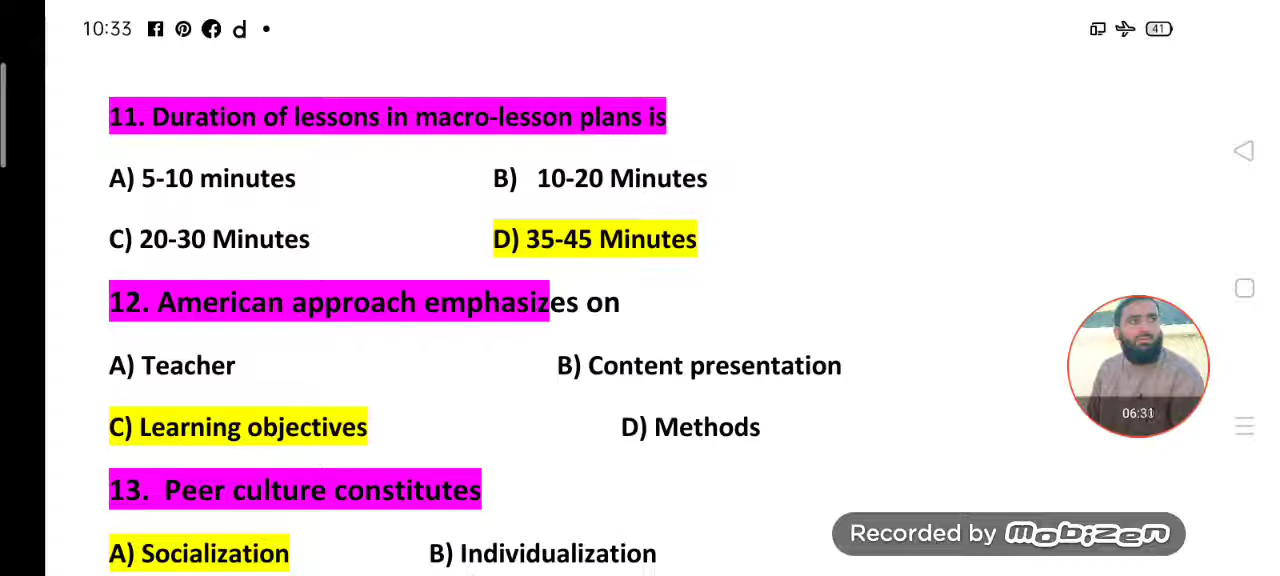 10:33 d 41
11. Duration of lessons in macro-lesson plans is
A) 5-10 minutes B) 10-20 Minutes
C) 20-30 Minutes D) 35-45 Minutes
12. American approach emphasizes on
A) Teacher B) Content presentation
C) Learning objectives D) Methods
06:31
13. Peer culture constitutes
Recorded by mobizen
A) Socialization B) Individualization